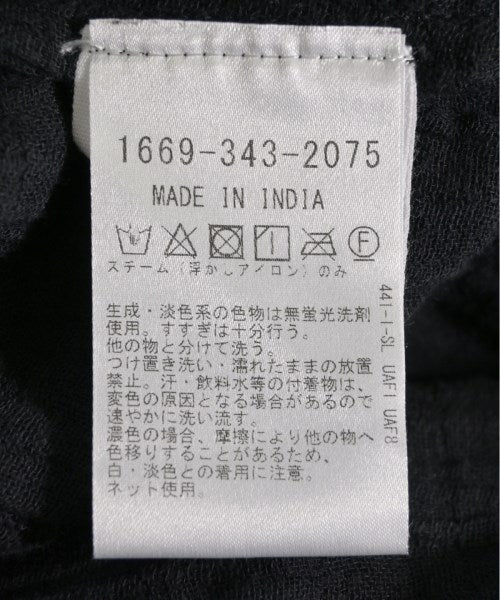 1669-343-2075
MADE IN INDIA
F
スチーム(浮かしアイロン)のみ
生成・淡色系の色物は無蛍光洗剤
使用。すすぎは十分行う。
他の物と分けて洗う。
つけ置き洗い・濡れたままの放置
禁止。汗・飲料水等の付着物は、
変色の原因となる場合があるので
速やかに洗い流す。
濃色の場合、摩擦により他の物へ
色移りすることがあるため、
白・淡色との着用に注意。
ネット使用。
441-1-SL UAF1 UAF8